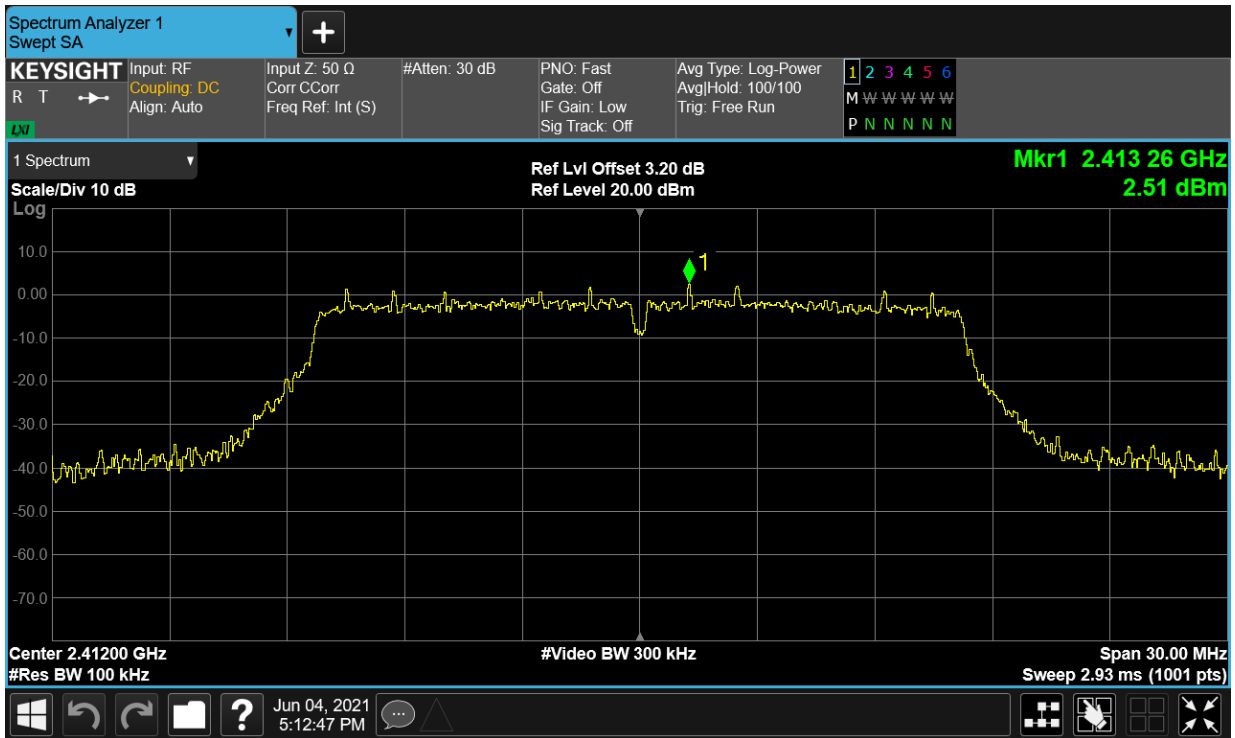 Spectrum Analyzer 1
Swept SA
▼
+
KEYSIGHT
R T
LXI
Input: RF
Coupling: DC
Align: Auto
Input Z: 50 Ω
Corr CCorr
Freq Ref: Int (S)
#Atten: 30 dB
PNO: Fast
Gate: Off
IF Gain: Low
Sig Track: Off
Avg Type: Log-Power
Avg|Hold: 100/100
Trig: Free Run
1 2 3 4 5 6
M W W W W W
P N N N N N
1 Spectrum ▼
Scale/Div 10 dB
Log
Ref Lvl Offset 3.20 dB
Ref Level 20.00 dBm
Mkr1 2.413 26 GHz
2.51 dBm
1
10.0
0.00
-10.0
-20.0
-30.0
-40.0
-50.0
-60.0
-70.0
Center 2.41200 GHz
#Res BW 100 kHz
#Video BW 300 kHz
Span 30.00 MHz
Sweep 2.93 ms (1001 pts)
?
Jun 04, 2021
5:12:47 PM